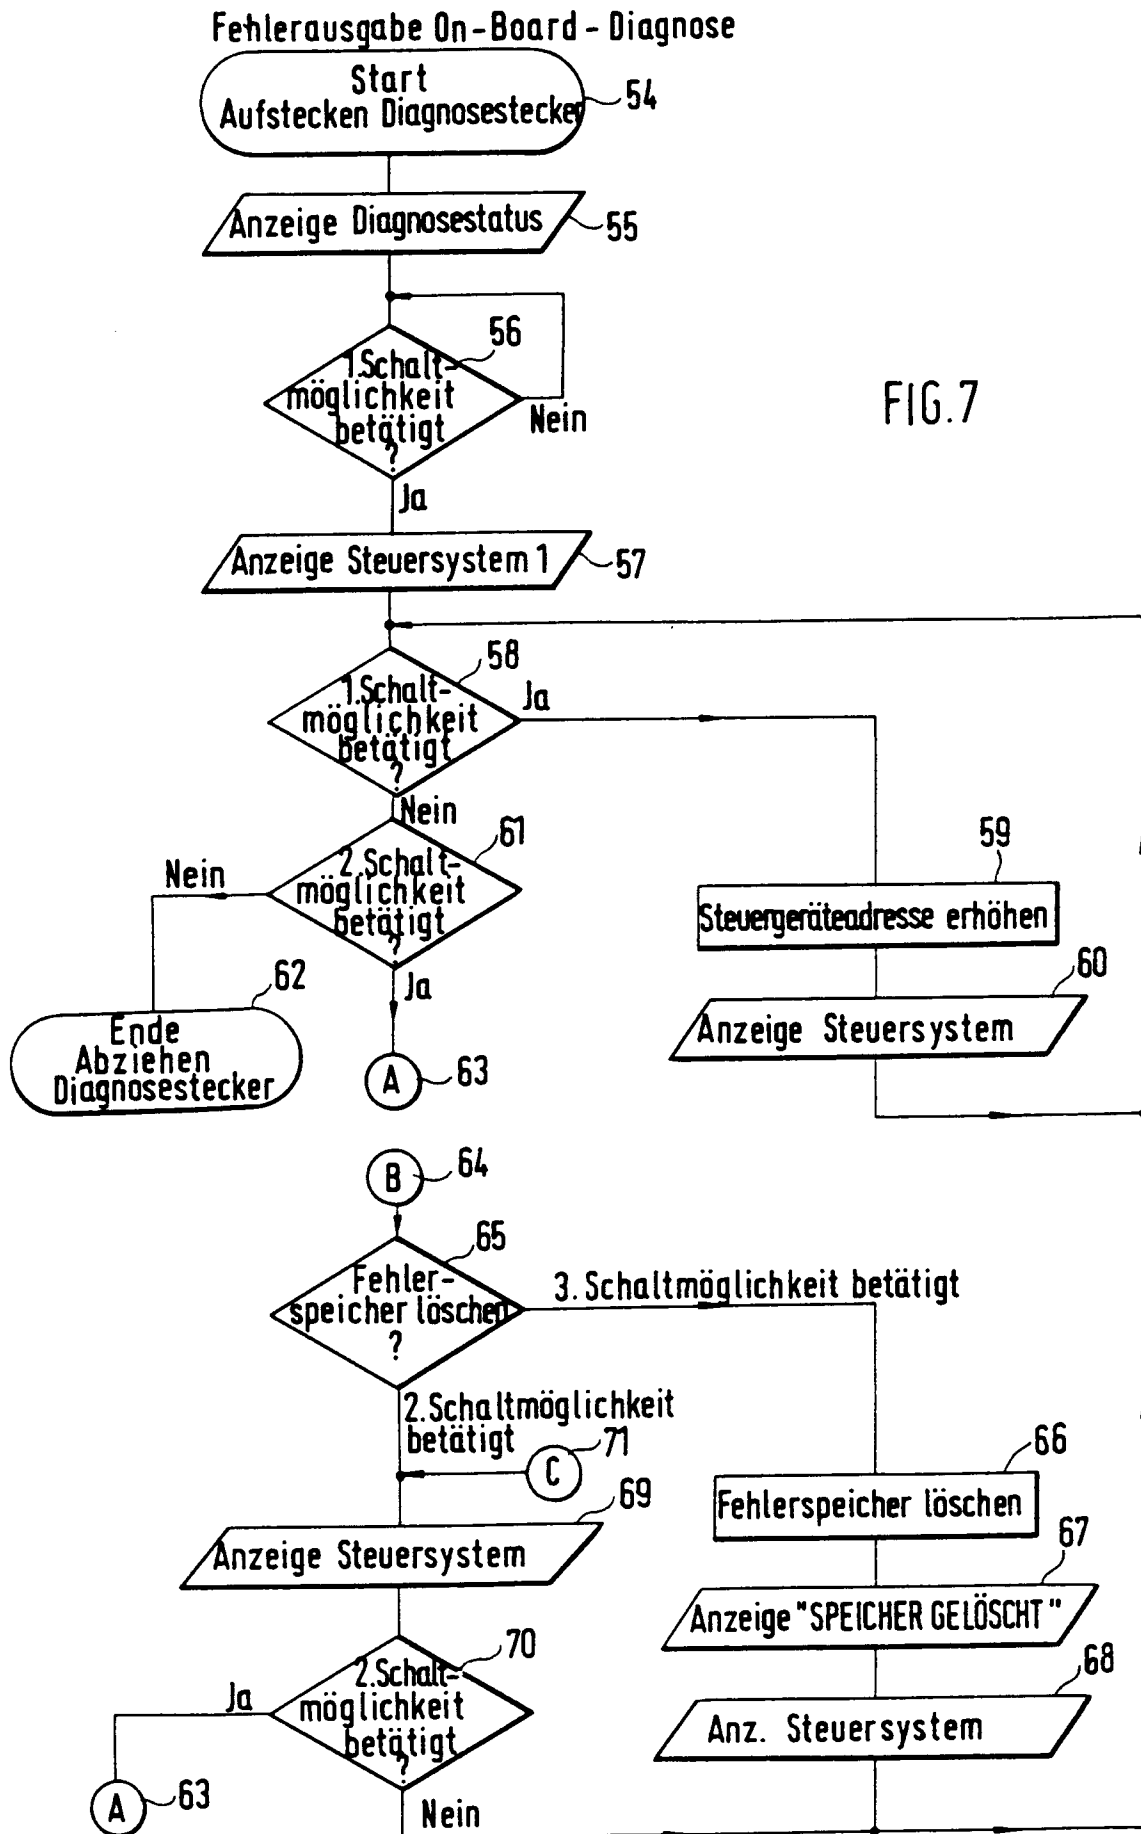 Fehlerausgabe On-Board-Diagnose
Start
Aufstecken Diagnosestecker
54
Anzeige Diagnosestatus
55
56
1.Schalt-
möglichkeit
betätigt
?
Nein
Ja
FIG.7
Anzeige Steuersystem 1
57
58
1.Schalt-
möglichkeit
betätigt
?
Ja
Nein
61
2.Schalt-
möglichkeit
betätigt
?
Nein
Ja
59
Steuergeräteadresse erhöhen
60
Anzeige Steuersystem
62
Ende
Abziehen
Diagnosestecker
A
63
B
64
65
Fehler-
speicher löschen
?
3. Schaltmöglichkeit betätigt
2.Schaltmöglichkeit
betätigt
71
C
66
Fehlerspeicher löschen
69
Anzeige Steuersystem
67
Anzeige "SPEICHER GELÖSCHT"
70
2.Schalt-
möglichkeit
betätigt
?
Ja
68
Anz. Steuersystem
A
63
Nein